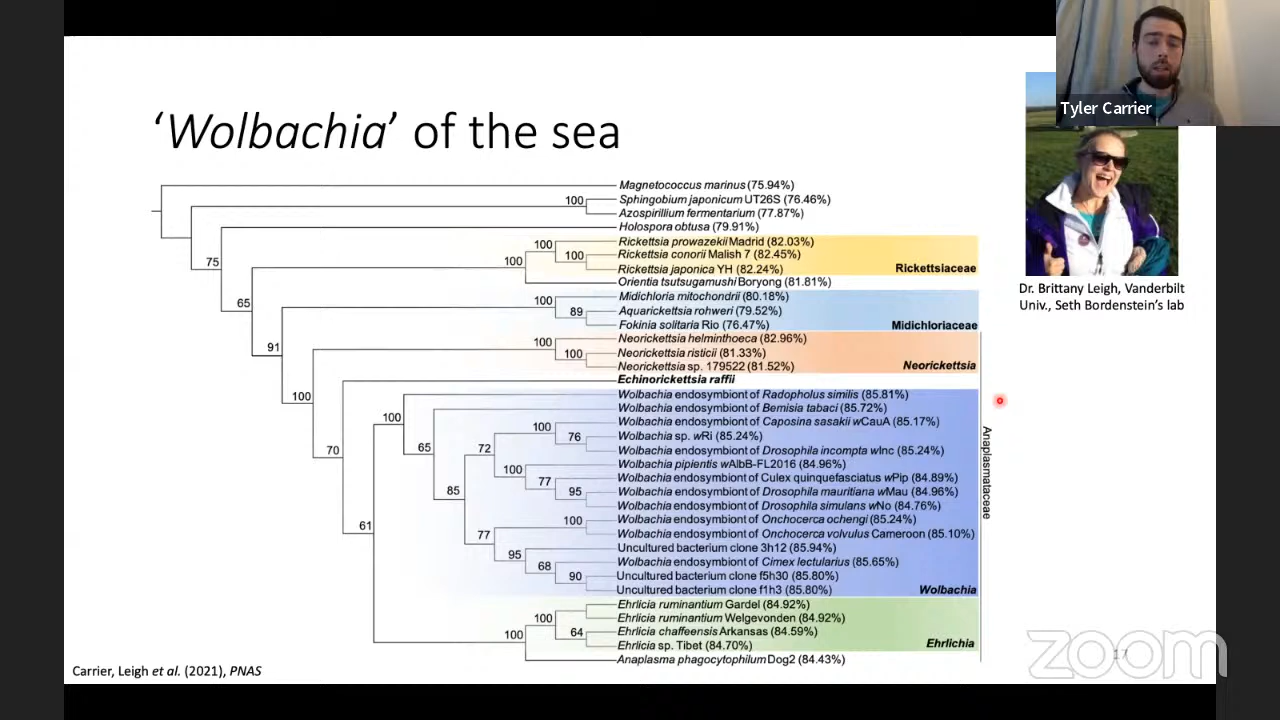 Tyler Carrier
'Wolbachia' of the sea
Magnetococcus marinus (75.94%)
100
Sphingobium japonicum UT26S (76.46%)
Azospirillium fermentarium (77.87%)
Holospora obtusa (79.91%)
75
Rickettsia prowazekii Madrid (82.03%)
100
Rickettsia conorii Malish 7 (82.45%)
100
100
Rickettsia japonica YH (82.24%)
Rickettsiaceae
Orientia tsutsugamushi Boryong (81.81%)
65
Midichloria mitochondrii (80.18%)
100
Aquarickettsia rohweri (79.52%)
89
Fokinia solitaria Rio (76.47%)
Midichloriaceae
91
Neorickettsia helminthoeca (82.96%)
100
Neorickettsia risticii (81.33%)
100
Neorickettsia sp. 179522 (81.52%)
Neorickettsia
100
Echinorickettsia raffii
Wolbachia endosymbiont of Radopholus similis (85.81%)
Wolbachia endosymbiont of Bemisia tabaci (85.72%)
100
Wolbachia endosymbiont of Caposina sasakii wCauA (85.17%)
100
Wolbachia sp. wRi (85.24%)
76
Wolbachia endosymbiont of Drosophila incompta wInc (85.24%)
70
65
72
Wolbachia pipientis wAlbB-FL2016 (84.96%)
100
Wolbachia endosymbiont of Culex quinquefasciatus wPip (84.89%)
77
Wolbachia endosymbiont of Drosophila mauritiana wMau (84.96%)
95
Wolbachia endosymbiont of Drosophila simulans wNo (84.76%)
85
Wolbachia endosymbiont of Onchocerca ochengi (85.24%)
100
Wolbachia endosymbiont of Onchocerca volvulus Cameroon (85.10%)
61
77
Uncultured bacterium clone 3h12 (85.94%)
95
Wolbachia endosymbiont of Cimex lectularius (85.65%)
68
Uncultured bacterium clone f5h30 (85.80%)
90
Uncultured bacterium clone f1h3 (85.80%)
Wolbachia
Ehrlicia ruminantium Gardel (84.92%)
100
Ehrlicia ruminantium Welgevonden (84.92%)
Ehrlicia chaffeensis Arkansas (84.59%)
100
64
Ehrlicia sp. Tibet (84.70%)
Ehrlichia
Anaplasma phagocytophilum Dog2 (84.43%)
Anaplasmataceae
Dr. Brittany Leigh, Vanderbilt
Univ., Seth Bordenstein's lab
Carrier, Leigh et al. (2021), PNAS
17
zoom